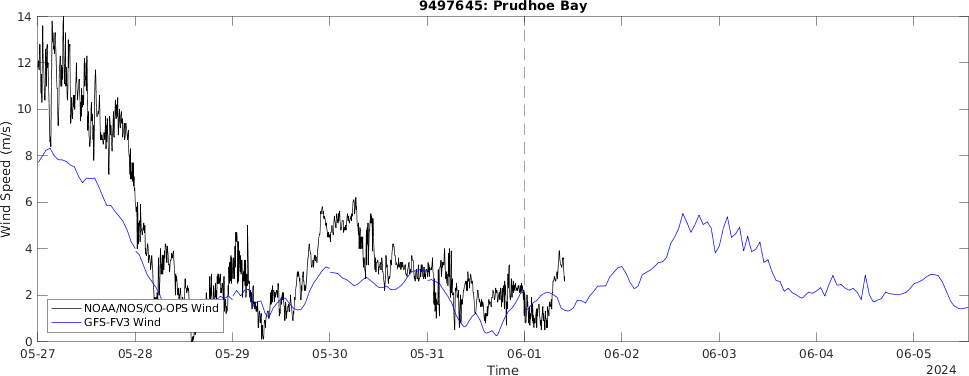 9497645: Prudhoe Bay
14
12
10
8
6
4
2
0
Wind Speed (m/s)
NOAA/NOS/CO-OPS Wind
GFS-FV3 Wind
05-27 05-28 05-29 05-30 05-31 06-01 06-02 06-03 06-04 06-05
Time
2024